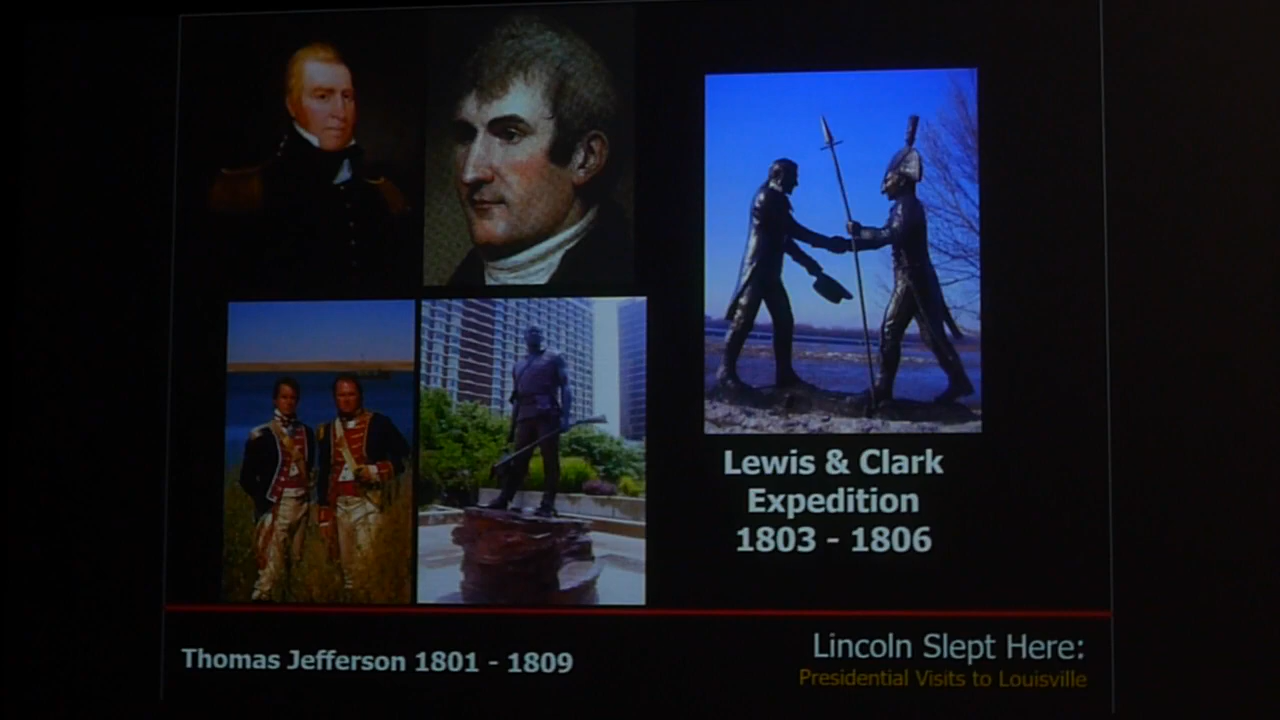 Lewis & Clark
Expedition
1803 - 1806
Thomas Jefferson 1801 - 1809
Lincoln Slept Here:
Presidential Visits to Louisville